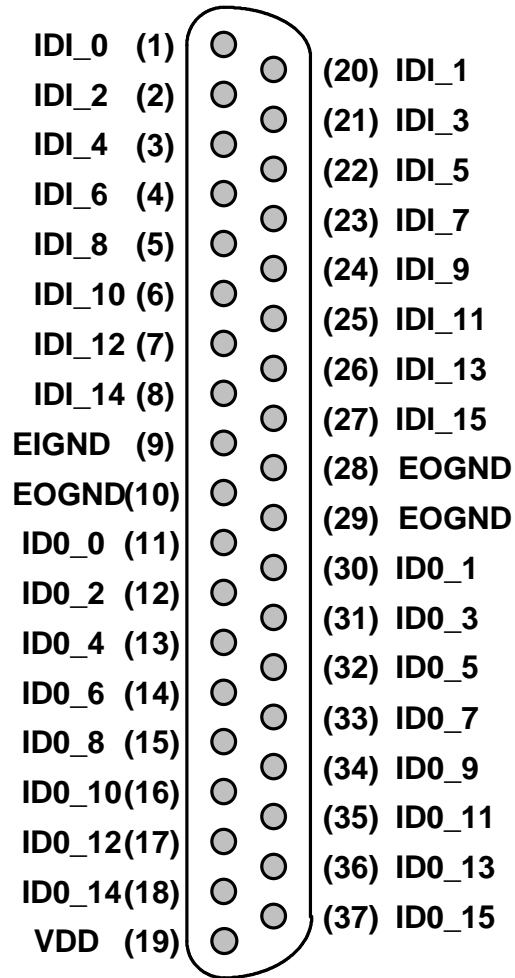 IDI_0 (1)
(20) IDI_1
IDI_2 (2)
(21) IDI_3
IDI_4 (3)
(22) IDI_5
IDI_6 (4)
(23) IDI_7
IDI_8 (5)
(24) IDI_9
IDI_10 (6)
(25) IDI_11
IDI_12 (7)
(26) IDI_13
IDI_14 (8)
(27) IDI_15
EIGND (9)
(28) EOGND
EOGND(10)
(29) EOGND
ID0_0 (11)
(30) ID0_1
ID0_2 (12)
(31) ID0_3
ID0_4 (13)
(32) ID0_5
ID0_6 (14)
(33) ID0_7
ID0_8 (15)
(34) ID0_9
ID0_10(16)
(35) ID0_11
ID0_12(17)
(36) ID0_13
ID0_14(18)
(37) ID0_15
VDD (19)